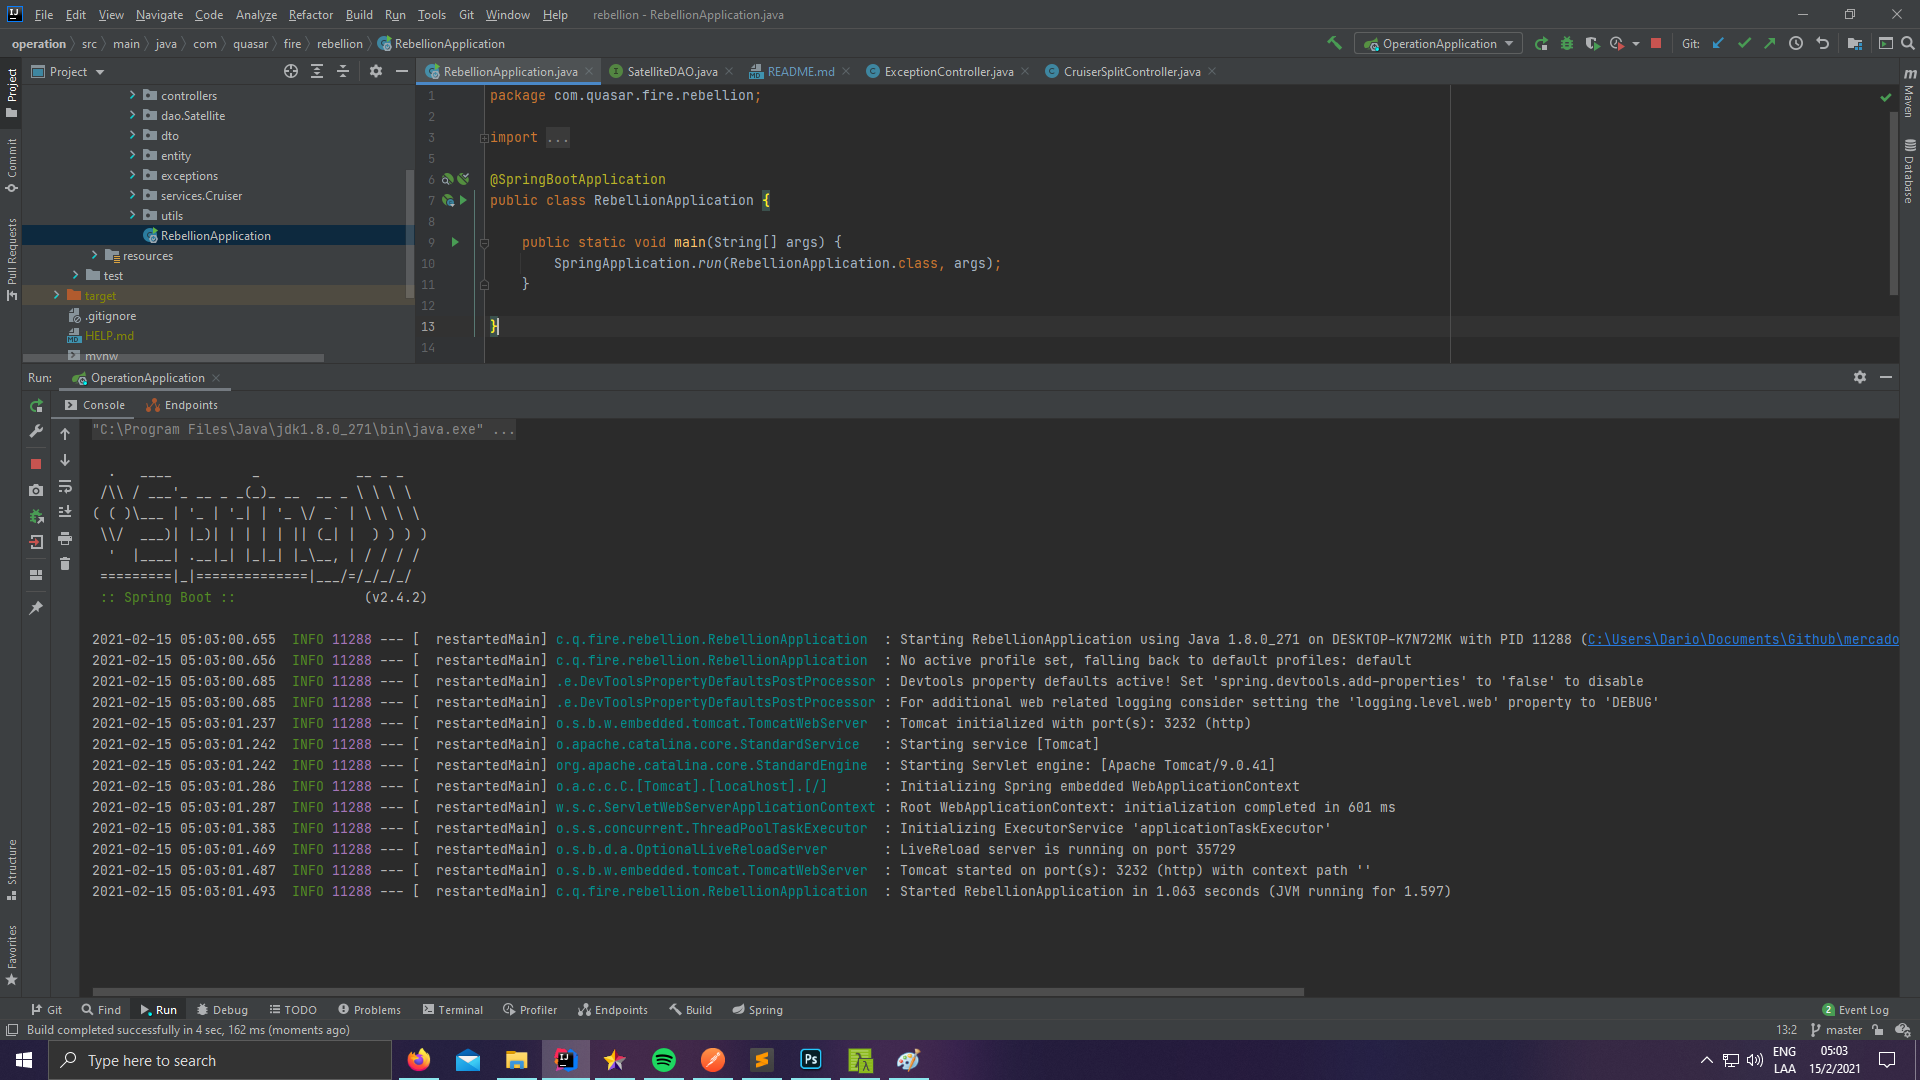 File Edit View Navigate Code Analyze Refactor Build Run Tools Git Window Help rebellion - RebellionApplication.java
operation src main java com quasar fire rebellion RebellionApplication
OperationApplication Git:
Project
RebellionApplication.java SatelliteDAO.java README.md ExceptionController.java CruiserSplitController.java
controllers
dao.Satellite
dto
entity
exceptions
services.Cruiser
utils
RebellionApplication
resources
test
target
.gitignore
HELP.md
mvnw
1 package com.quasar.fire.rebellion;
2
3 import ...
5
6 @SpringBootApplication
7 public class RebellionApplication {
8
9 public static void main(String[] args) {
10 SpringApplication.run(RebellionApplication.class, args);
11 }
12
13 }
14
Project
Commit
Pull Requests
Structure
Favorites
Maven
Database
Run: OperationApplication
Console Endpoints
"C:\Program Files\Java\jdk1.8.0_271\bin\java.exe" ...
  .   ____          _            __ _ _
 /\\ / ___'_ __ _ _(_)_ __  __ _ \ \ \ \
( ( )\___ | '_ | '_| | '_ \/ _` | \ \ \ \
 \\/  ___)| |_)| | | | | || (_| |  ) ) ) )
  '  |____| .__|_| |_|_| |_\__, | / / / /
 =========|_|==============|___/=/_/_/_/
 :: Spring Boot ::                (v2.4.2)
2021-02-15 05:03:00.655 INFO 11288 --- [ restartedMain] c.q.fire.rebellion.RebellionApplication : Starting RebellionApplication using Java 1.8.0_271 on DESKTOP-K7N72MK with PID 11288 (C:\Users\Dario\Documents\Github\mercado
2021-02-15 05:03:00.656 INFO 11288 --- [ restartedMain] c.q.fire.rebellion.RebellionApplication : No active profile set, falling back to default profiles: default
2021-02-15 05:03:00.685 INFO 11288 --- [ restartedMain] .e.DevToolsPropertyDefaultsPostProcessor : Devtools property defaults active! Set 'spring.devtools.add-properties' to 'false' to disable
2021-02-15 05:03:00.685 INFO 11288 --- [ restartedMain] .e.DevToolsPropertyDefaultsPostProcessor : For additional web related logging consider setting the 'logging.level.web' property to 'DEBUG'
2021-02-15 05:03:01.237 INFO 11288 --- [ restartedMain] o.s.b.w.embedded.tomcat.TomcatWebServer : Tomcat initialized with port(s): 3232 (http)
2021-02-15 05:03:01.242 INFO 11288 --- [ restartedMain] o.apache.catalina.core.StandardService : Starting service [Tomcat]
2021-02-15 05:03:01.242 INFO 11288 --- [ restartedMain] org.apache.catalina.core.StandardEngine : Starting Servlet engine: [Apache Tomcat/9.0.41]
2021-02-15 05:03:01.286 INFO 11288 --- [ restartedMain] o.a.c.c.C.[Tomcat].[localhost].[/] : Initializing Spring embedded WebApplicationContext
2021-02-15 05:03:01.287 INFO 11288 --- [ restartedMain] w.s.c.ServletWebServerApplicationContext : Root WebApplicationContext: initialization completed in 601 ms
2021-02-15 05:03:01.383 INFO 11288 --- [ restartedMain] o.s.s.concurrent.ThreadPoolTaskExecutor : Initializing ExecutorService 'applicationTaskExecutor'
2021-02-15 05:03:01.469 INFO 11288 --- [ restartedMain] o.s.b.d.a.OptionalLiveReloadServer : LiveReload server is running on port 35729
2021-02-15 05:03:01.487 INFO 11288 --- [ restartedMain] o.s.b.w.embedded.tomcat.TomcatWebServer : Tomcat started on port(s): 3232 (http) with context path ''
2021-02-15 05:03:01.493 INFO 11288 --- [ restartedMain] c.q.fire.rebellion.RebellionApplication : Started RebellionApplication in 1.063 seconds (JVM running for 1.597)
Git Find Run Debug TODO Problems Terminal Profiler Endpoints Build Spring 2 Event Log
Build completed successfully in 4 sec, 162 ms (moments ago) 13:2 master
Type here to search
Ps
ENG 05:03
LAA 15/2/2021